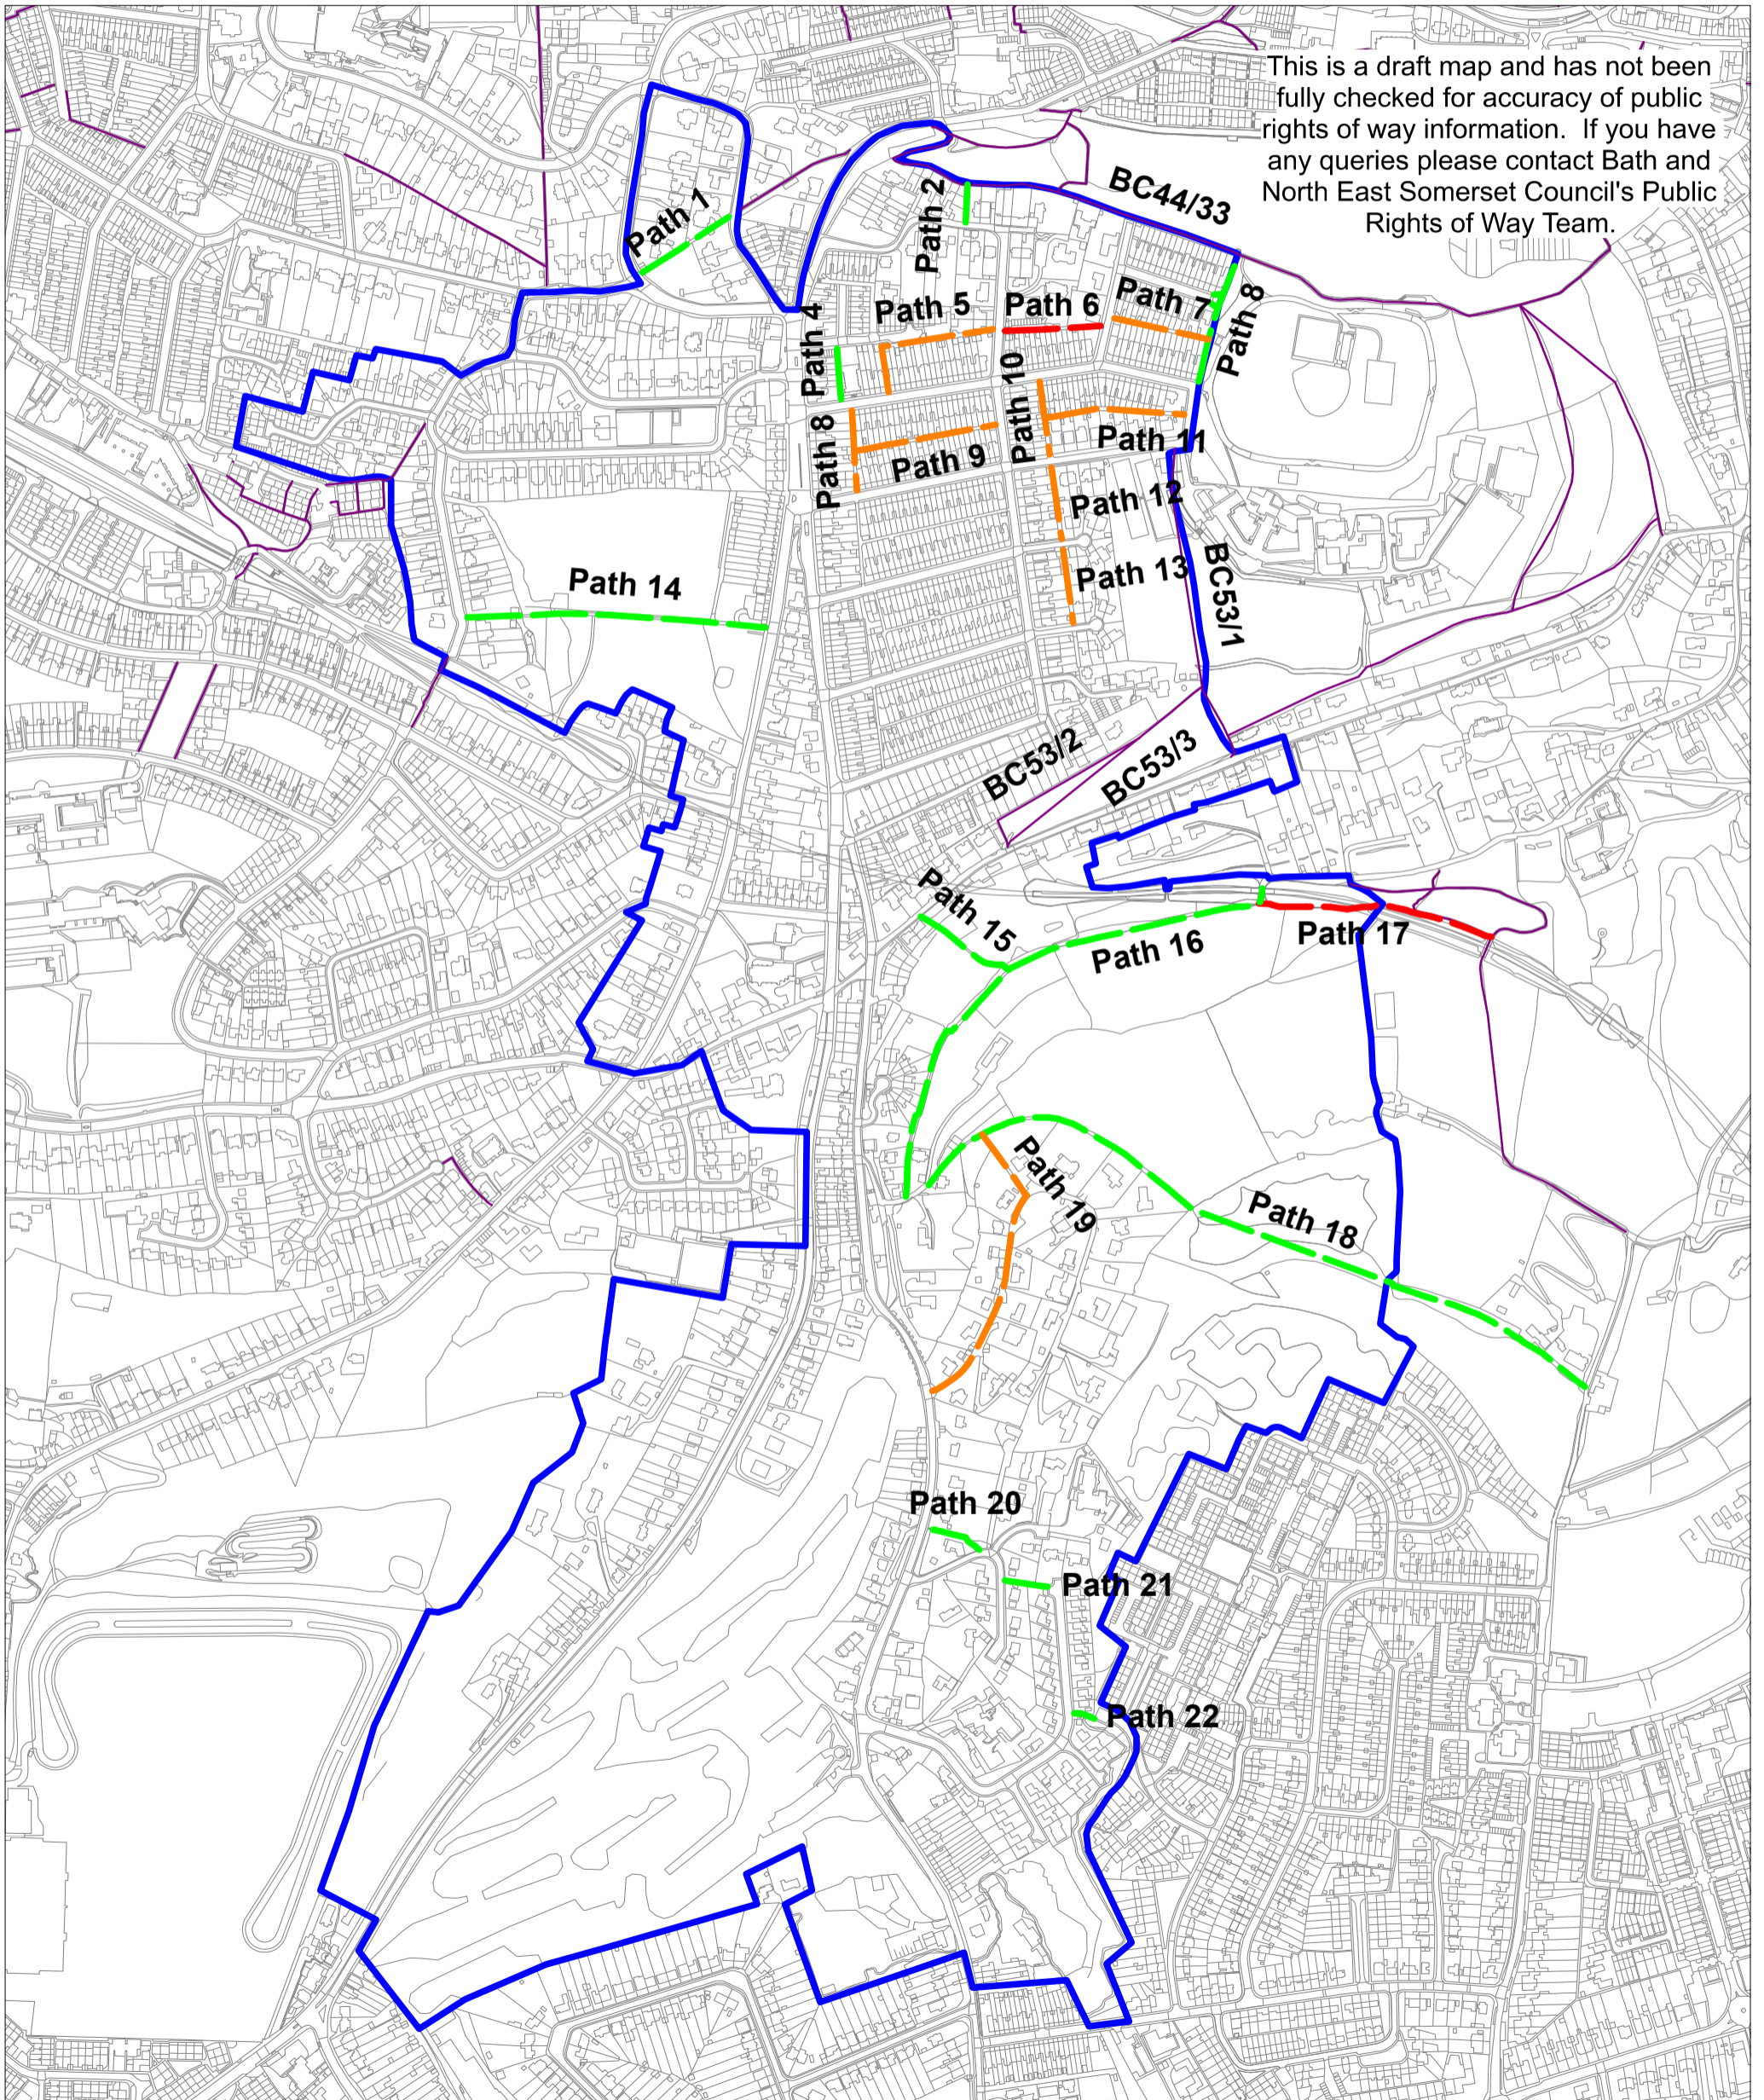 This is a draft map and has not been
fully checked for accuracy of public
rights of way information.  If you have
any queries please contact Bath and
North East Somerset Council's Public
Rights of Way Team.
BC44/33
Path 1
Path 2
Path 4
Path 5
Path 6
Path 7
Path 8
Path 8
Path 9
Path 10
Path 11
Path 12
Path 13
BC53/1
Path 14
BC53/2
BC53/3
Path 15
Path 16
Path 17
Path 18
Path 19
Path 20
Path 21
Path 22